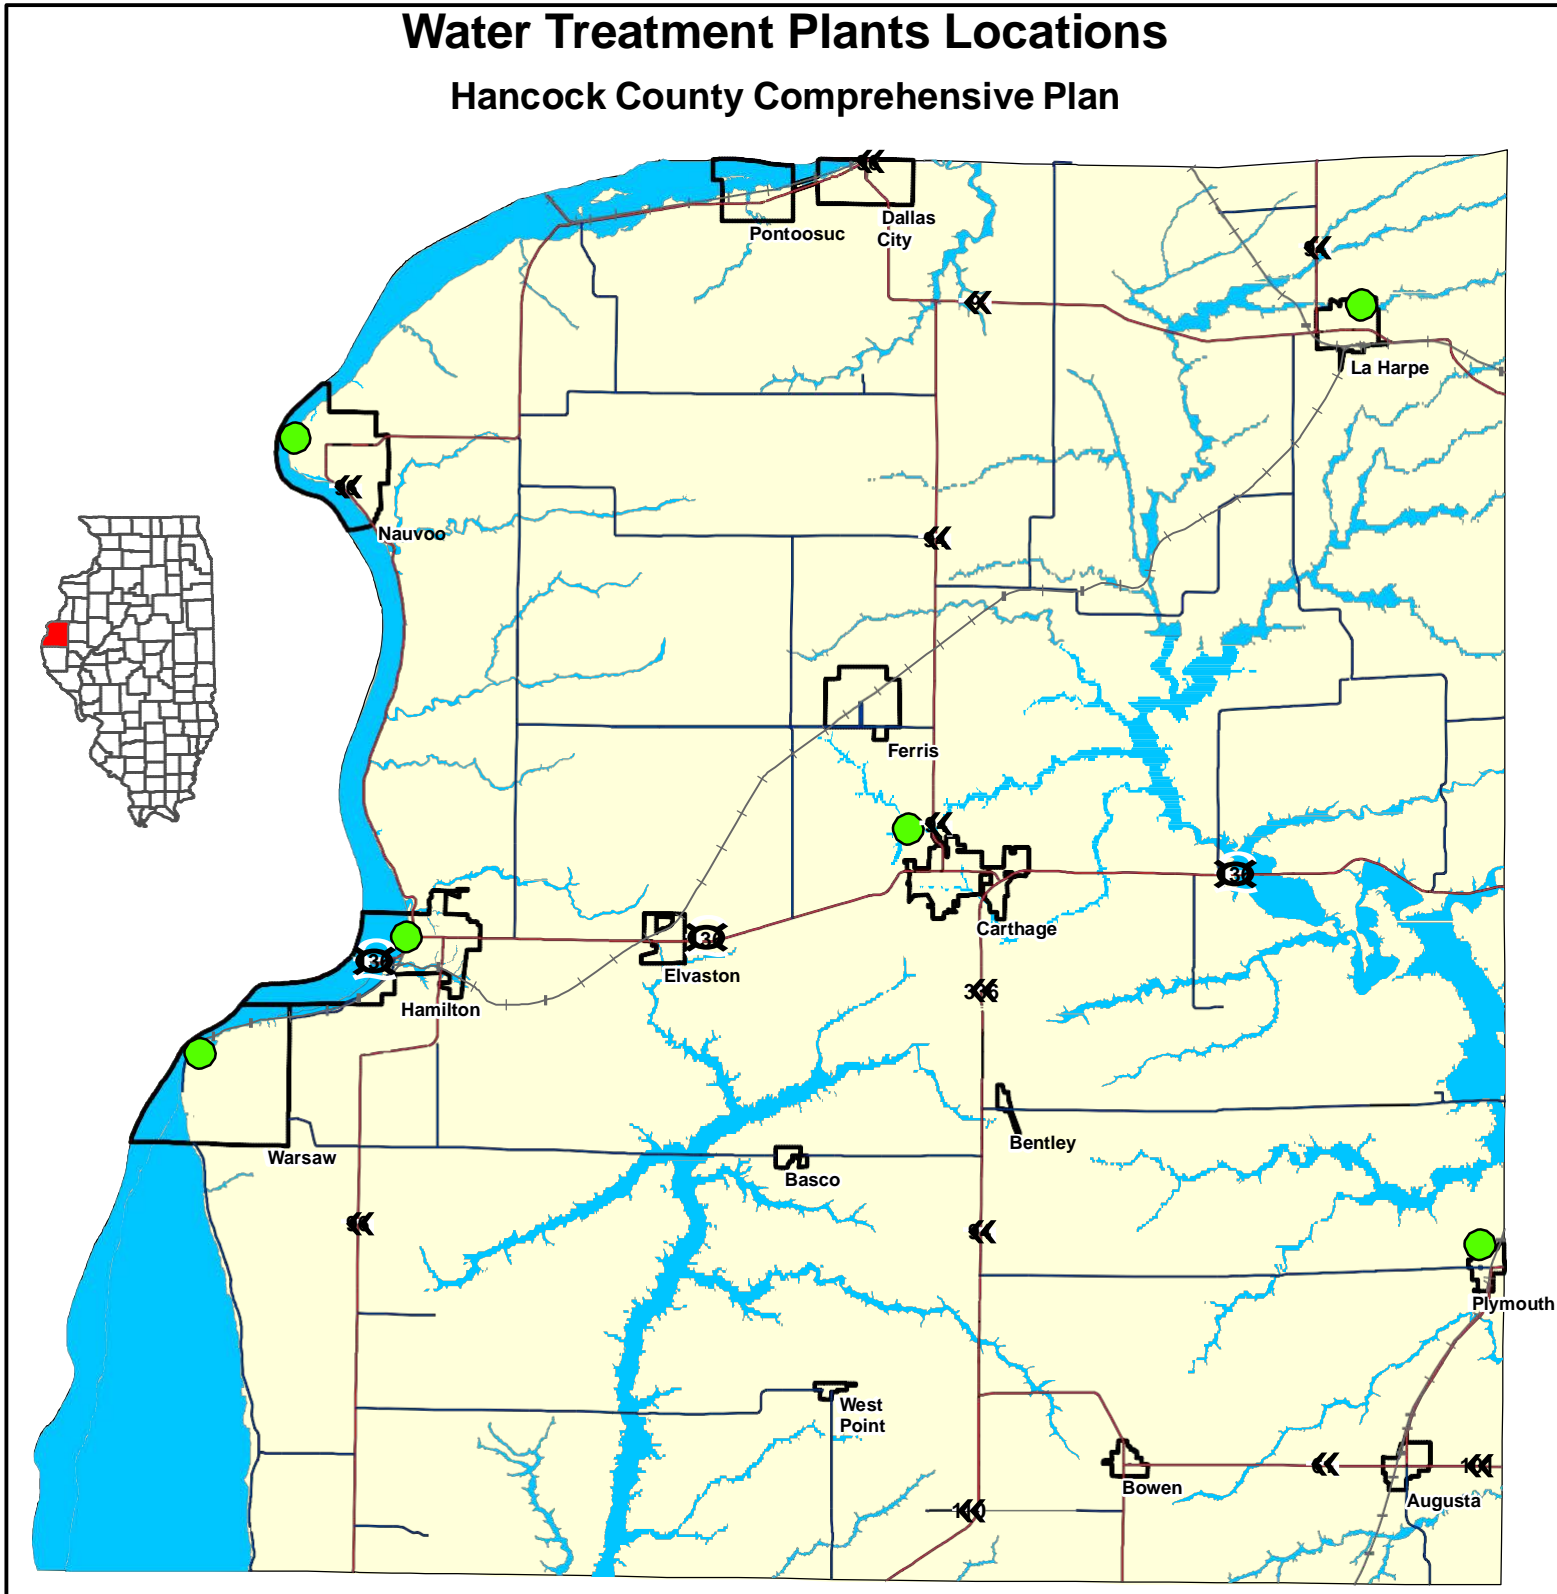 Water Treatment Plants Locations
Hancock County Comprehensive Plan
Pontoosuc
Dallas
City
La Harpe
Nauvoo
Ferris
Carthage
Elvaston
Hamilton
336
Bentley
Warsaw
Basco
Plymouth
West
Point
Bowen
Augusta